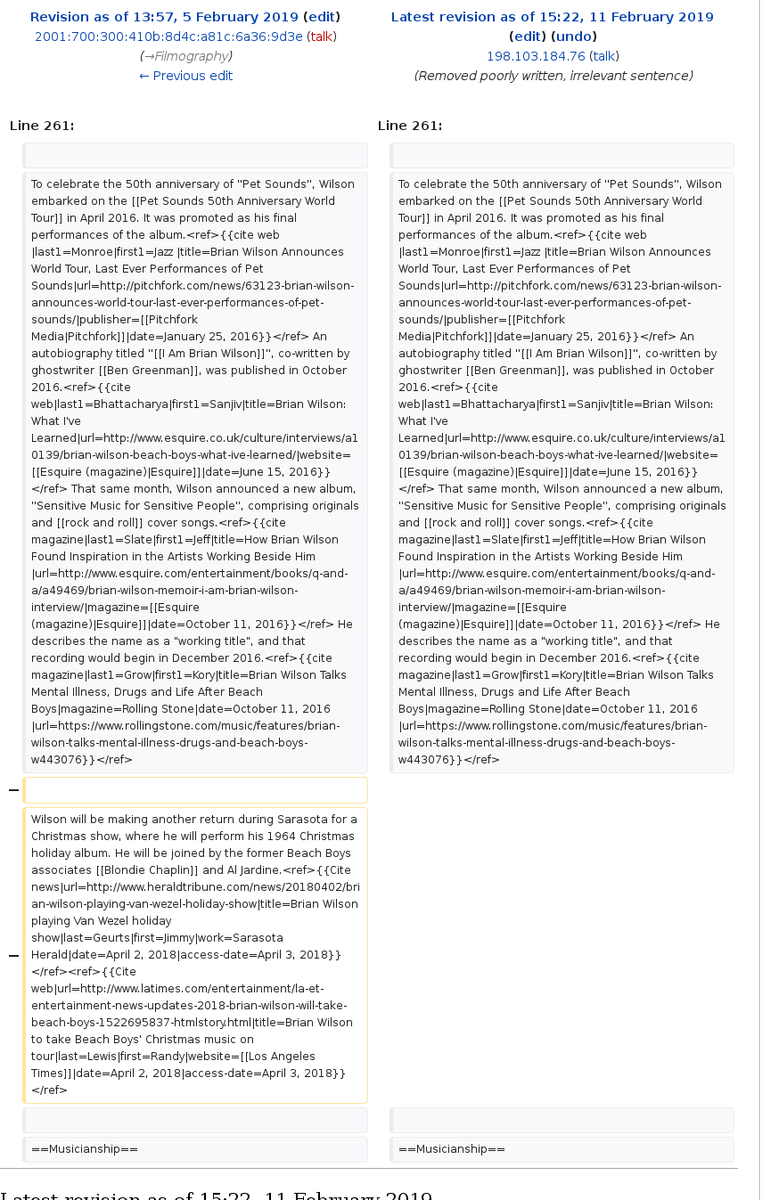 Revision as of 13:57, 5 February 2019 (edit)
2001:700:300:410b:8d4c:a81c:6a36:9d3e (talk)
(→Filmography)
← Previous edit
Latest revision as of 15:22, 11 February 2019
(edit) (undo)
198.103.184.76 (talk)
(Removed poorly written, irrelevant sentence)
Line 261:
To celebrate the 50th anniversary of "Pet Sounds", Wilson
embarked on the [[Pet Sounds 50th Anniversary World
Tour]] in April 2016. It was promoted as his final
performances of the album.<ref>{{cite web
|last1=Monroe|first1=Jazz |title=Brian Wilson Announces
World Tour, Last Ever Performances of Pet
Sounds|url=http://pitchfork.com/news/63123-brian-wilson-
announces-world-tour-last-ever-performances-of-pet-
sounds/|publisher=[[Pitchfork
Media|Pitchfork]]|date=January 25, 2016}}</ref> An
autobiography titled "[[I Am Brian Wilson]]", co-written by
ghostwriter [[Ben Greenman]], was published in October
2016.<ref>{{cite
web|last1=Bhattacharya|first1=Sanjiv|title=Brian Wilson:
What I've
Learned|url=http://www.esquire.co.uk/culture/interviews/a1
0139/brian-wilson-beach-boys-what-ive-learned/|website=
[[Esquire (magazine)|Esquire]]|date=June 15, 2016}}
</ref> That same month, Wilson announced a new album,
"Sensitive Music for Sensitive People", comprising originals
and [[rock and roll]] cover songs.<ref>{{cite
magazine|last1=Slate|first1=Jeff|title=How Brian Wilson
Found Inspiration in the Artists Working Beside Him
|url=http://www.esquire.com/entertainment/books/q-and-
a/a49469/brian-wilson-memoir-i-am-brian-wilson-
interview/|magazine=[[Esquire
(magazine)|Esquire]]|date=October 11, 2016}}</ref> He
describes the name as a "working title", and that
recording would begin in December 2016.<ref>{{cite
magazine|last1=Grow|first1=Kory|title=Brian Wilson Talks
Mental Illness, Drugs and Life After Beach
Boys|magazine=Rolling Stone|date=October 11, 2016
|url=https://www.rollingstone.com/music/features/brian-
wilson-talks-mental-illness-drugs-and-beach-boys-
w443076}}</ref>
−
−
Wilson will be making another return during Sarasota for a
Christmas show, where he will perform his 1964 Christmas
holiday album. He will be joined by the former Beach Boys
associates [[Blondie Chaplin]] and Al Jardine.<ref>{{Cite
news|url=http://www.heraldtribune.com/news/20180402/bri
an-wilson-playing-van-wezel-holiday-show|title=Brian Wilson
playing Van Wezel holiday
show|last=Geurts|first=Jimmy|work=Sarasota
Herald|date=April 2, 2018|access-date=April 3, 2018}}
</ref><ref>{{Cite
web|url=http://www.latimes.com/entertainment/la-et-
entertainment-news-updates-2018-brian-wilson-will-take-
beach-boys-1522695837-htmlstory.html|title=Brian Wilson
to take Beach Boys' Christmas music on
tour|last=Lewis|first=Randy|website=[[Los Angeles
Times]]|date=April 2, 2018|access-date=April 3, 2018}}
</ref>
==Musicianship==
Line 261:
To celebrate the 50th anniversary of "Pet Sounds", Wilson
embarked on the [[Pet Sounds 50th Anniversary World
Tour]] in April 2016. It was promoted as his final
performances of the album.<ref>{{cite web
|last1=Monroe|first1=Jazz |title=Brian Wilson Announces
World Tour, Last Ever Performances of Pet
Sounds|url=http://pitchfork.com/news/63123-brian-wilson-
announces-world-tour-last-ever-performances-of-pet-
sounds/|publisher=[[Pitchfork
Media|Pitchfork]]|date=January 25, 2016}}</ref> An
autobiography titled "[[I Am Brian Wilson]]", co-written by
ghostwriter [[Ben Greenman]], was published in October
2016.<ref>{{cite
web|last1=Bhattacharya|first1=Sanjiv|title=Brian Wilson:
What I've
Learned|url=http://www.esquire.co.uk/culture/interviews/a1
0139/brian-wilson-beach-boys-what-ive-learned/|website=
[[Esquire (magazine)|Esquire]]|date=June 15, 2016}}
</ref> That same month, Wilson announced a new album,
"Sensitive Music for Sensitive People", comprising originals
and [[rock and roll]] cover songs.<ref>{{cite
magazine|last1=Slate|first1=Jeff|title=How Brian Wilson
Found Inspiration in the Artists Working Beside Him
|url=http://www.esquire.com/entertainment/books/q-and-
a/a49469/brian-wilson-memoir-i-am-brian-wilson-
interview/|magazine=[[Esquire
(magazine)|Esquire]]|date=October 11, 2016}}</ref> He
describes the name as a "working title", and that
recording would begin in December 2016.<ref>{{cite
magazine|last1=Grow|first1=Kory|title=Brian Wilson Talks
Mental Illness, Drugs and Life After Beach
Boys|magazine=Rolling Stone|date=October 11, 2016
|url=https://www.rollingstone.com/music/features/brian-
wilson-talks-mental-illness-drugs-and-beach-boys-
w443076}}</ref>
==Musicianship==
Latest revision as of 15:22, 11 February 2019